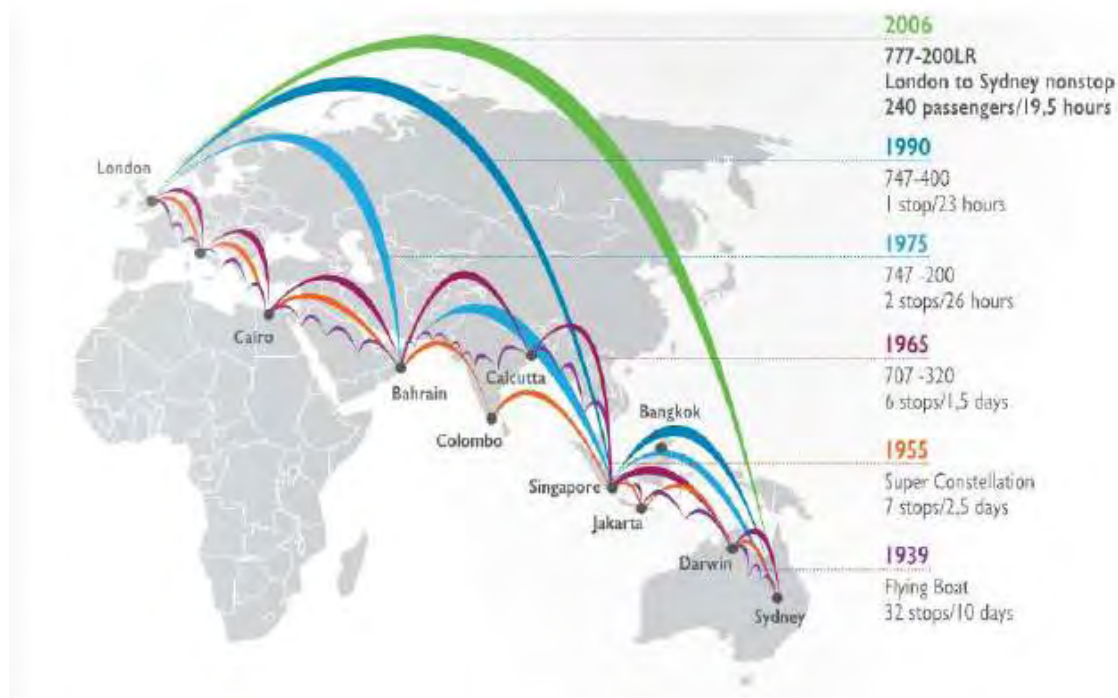 2006
777-200LR
London to Sydney nonstop
240 passengers/19,5 hours
1990
747-400
1 stop/23 hours
1975
747 -200
2 stops/26 hours
1965
707 -320
6 stops/1,5 days
1955
Super Constellation
7 stops/2,5 days
1939
Flying Boat
32 stops/10 days
London
Cairo
Bahrain
Calcutta
Colombo
Bangkok
Singapore
Jakarta
Darwin
Sydney